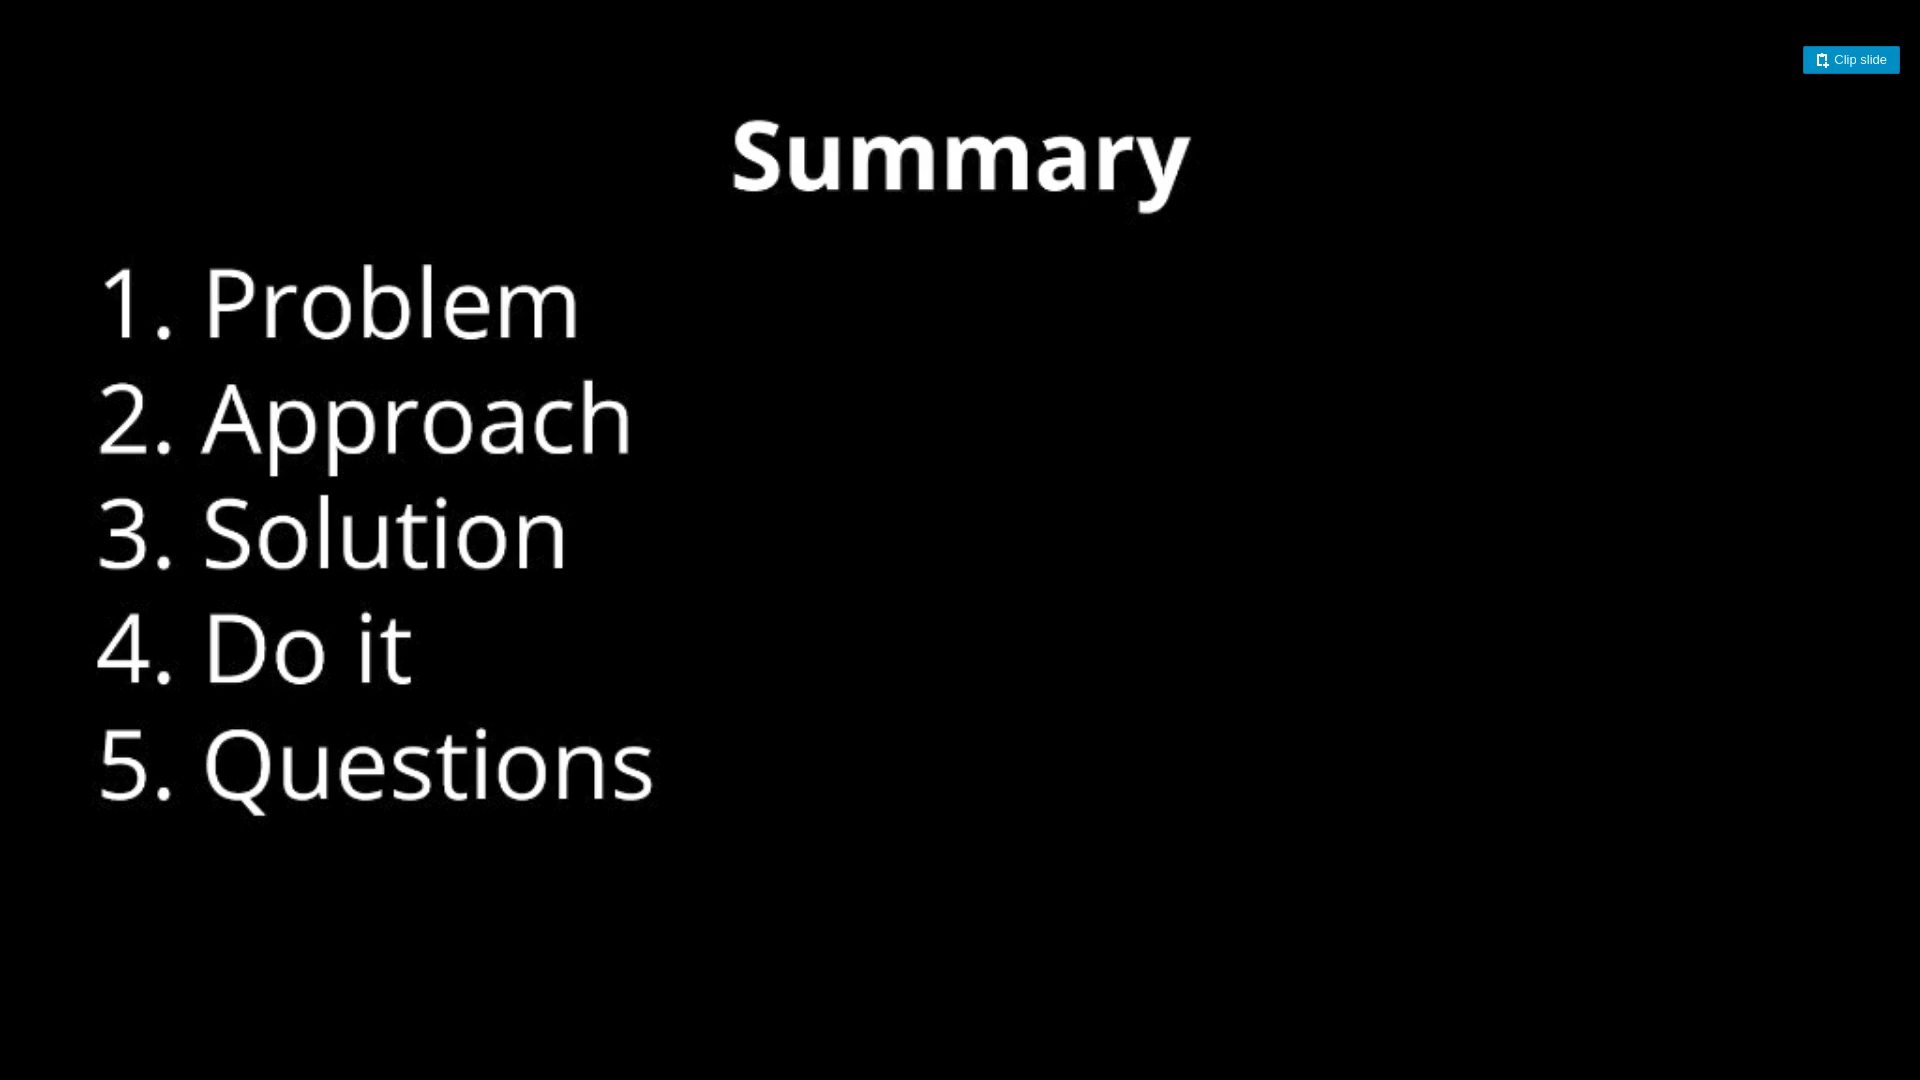 Clip slide
Summary
1. Problem
2. Approach
3. Solution
4. Do it
5. Questions